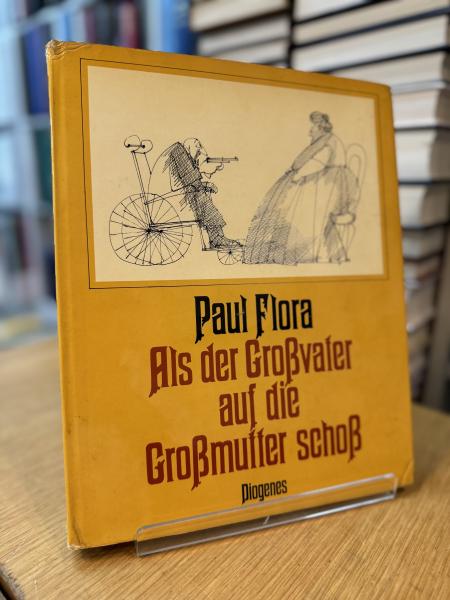 Paul Flora
Als der Großvater
auf die
Großmutter schoß
Diogenes